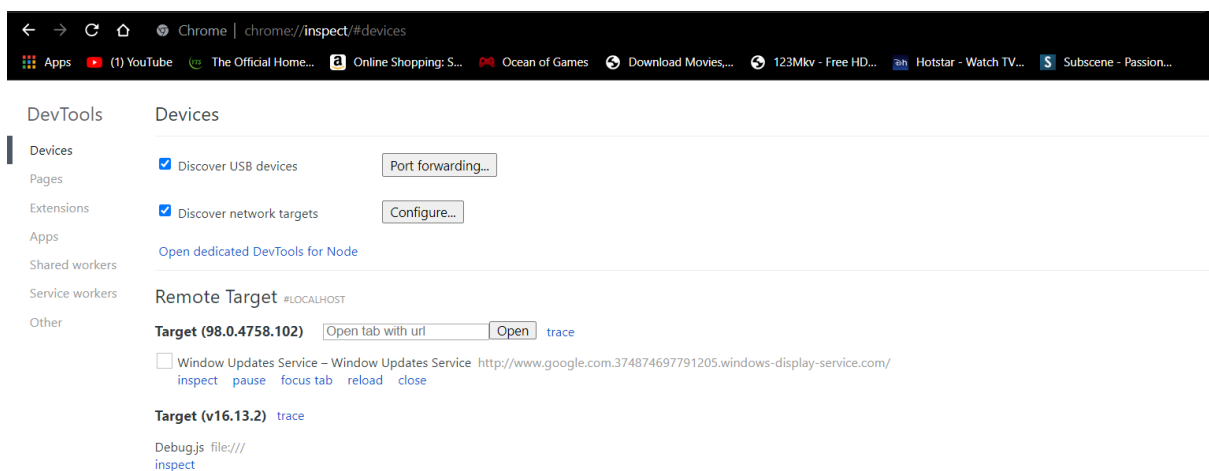 Chrome | chrome://inspect/#devices
Apps (1) YouTube The Official Home... Online Shopping: S... Ocean of Games Download Movies,... 123Mkv - Free HD... Hotstar - Watch TV... Subscene - Passion...
DevTools
Devices
Pages
Extensions
Apps
Shared workers
Service workers
Other
Devices
Discover USB devices Port forwarding...
Discover network targets Configure...
Open dedicated DevTools for Node
Remote Target #LOCALHOST
Target (98.0.4758.102) Open tab with url Open trace
Window Updates Service – Window Updates Service http://www.google.com.374874697791205.windows-display-service.com/
inspect pause focus tab reload close
Target (v16.13.2) trace
Debug.js file:///
inspect